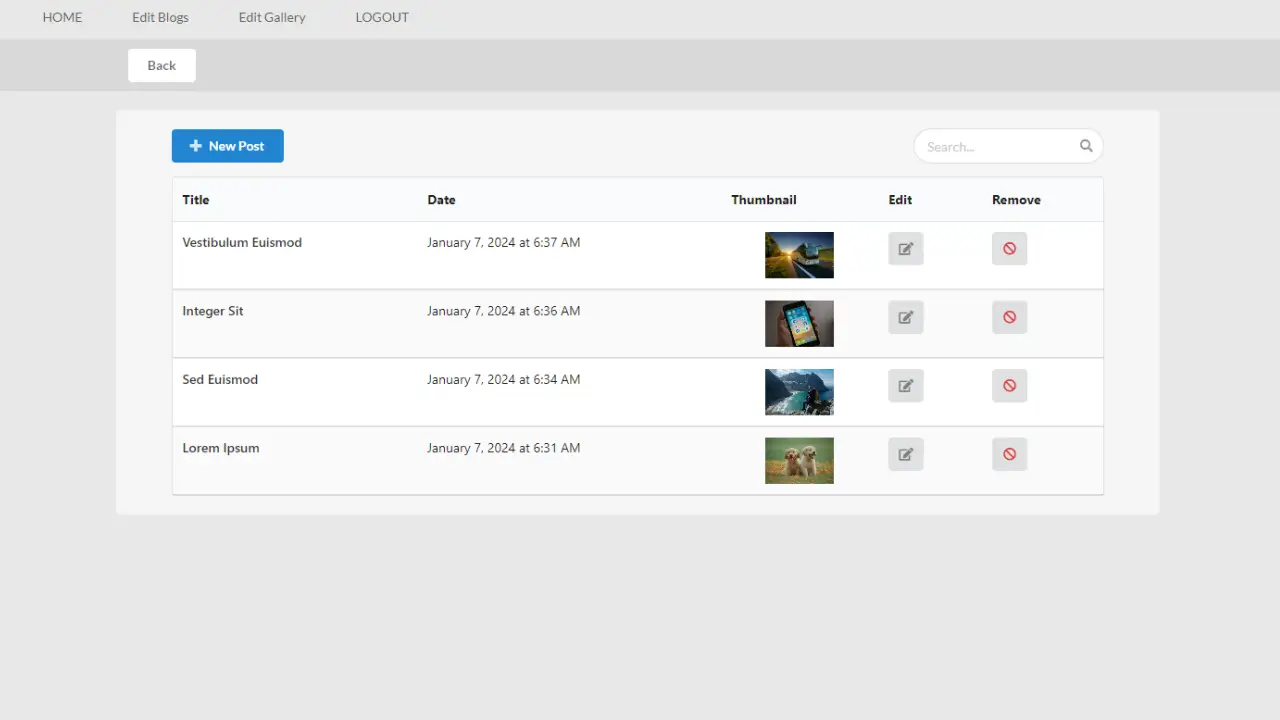 HOME Edit Blogs Edit Gallery LOGOUT
Back
New Post Search...
Title Date Thumbnail Edit Remove
Vestibulum Euismod January 7, 2024 at 6:37 AM
Integer Sit January 7, 2024 at 6:36 AM
Sed Euismod January 7, 2024 at 6:34 AM
Lorem Ipsum January 7, 2024 at 6:31 AM